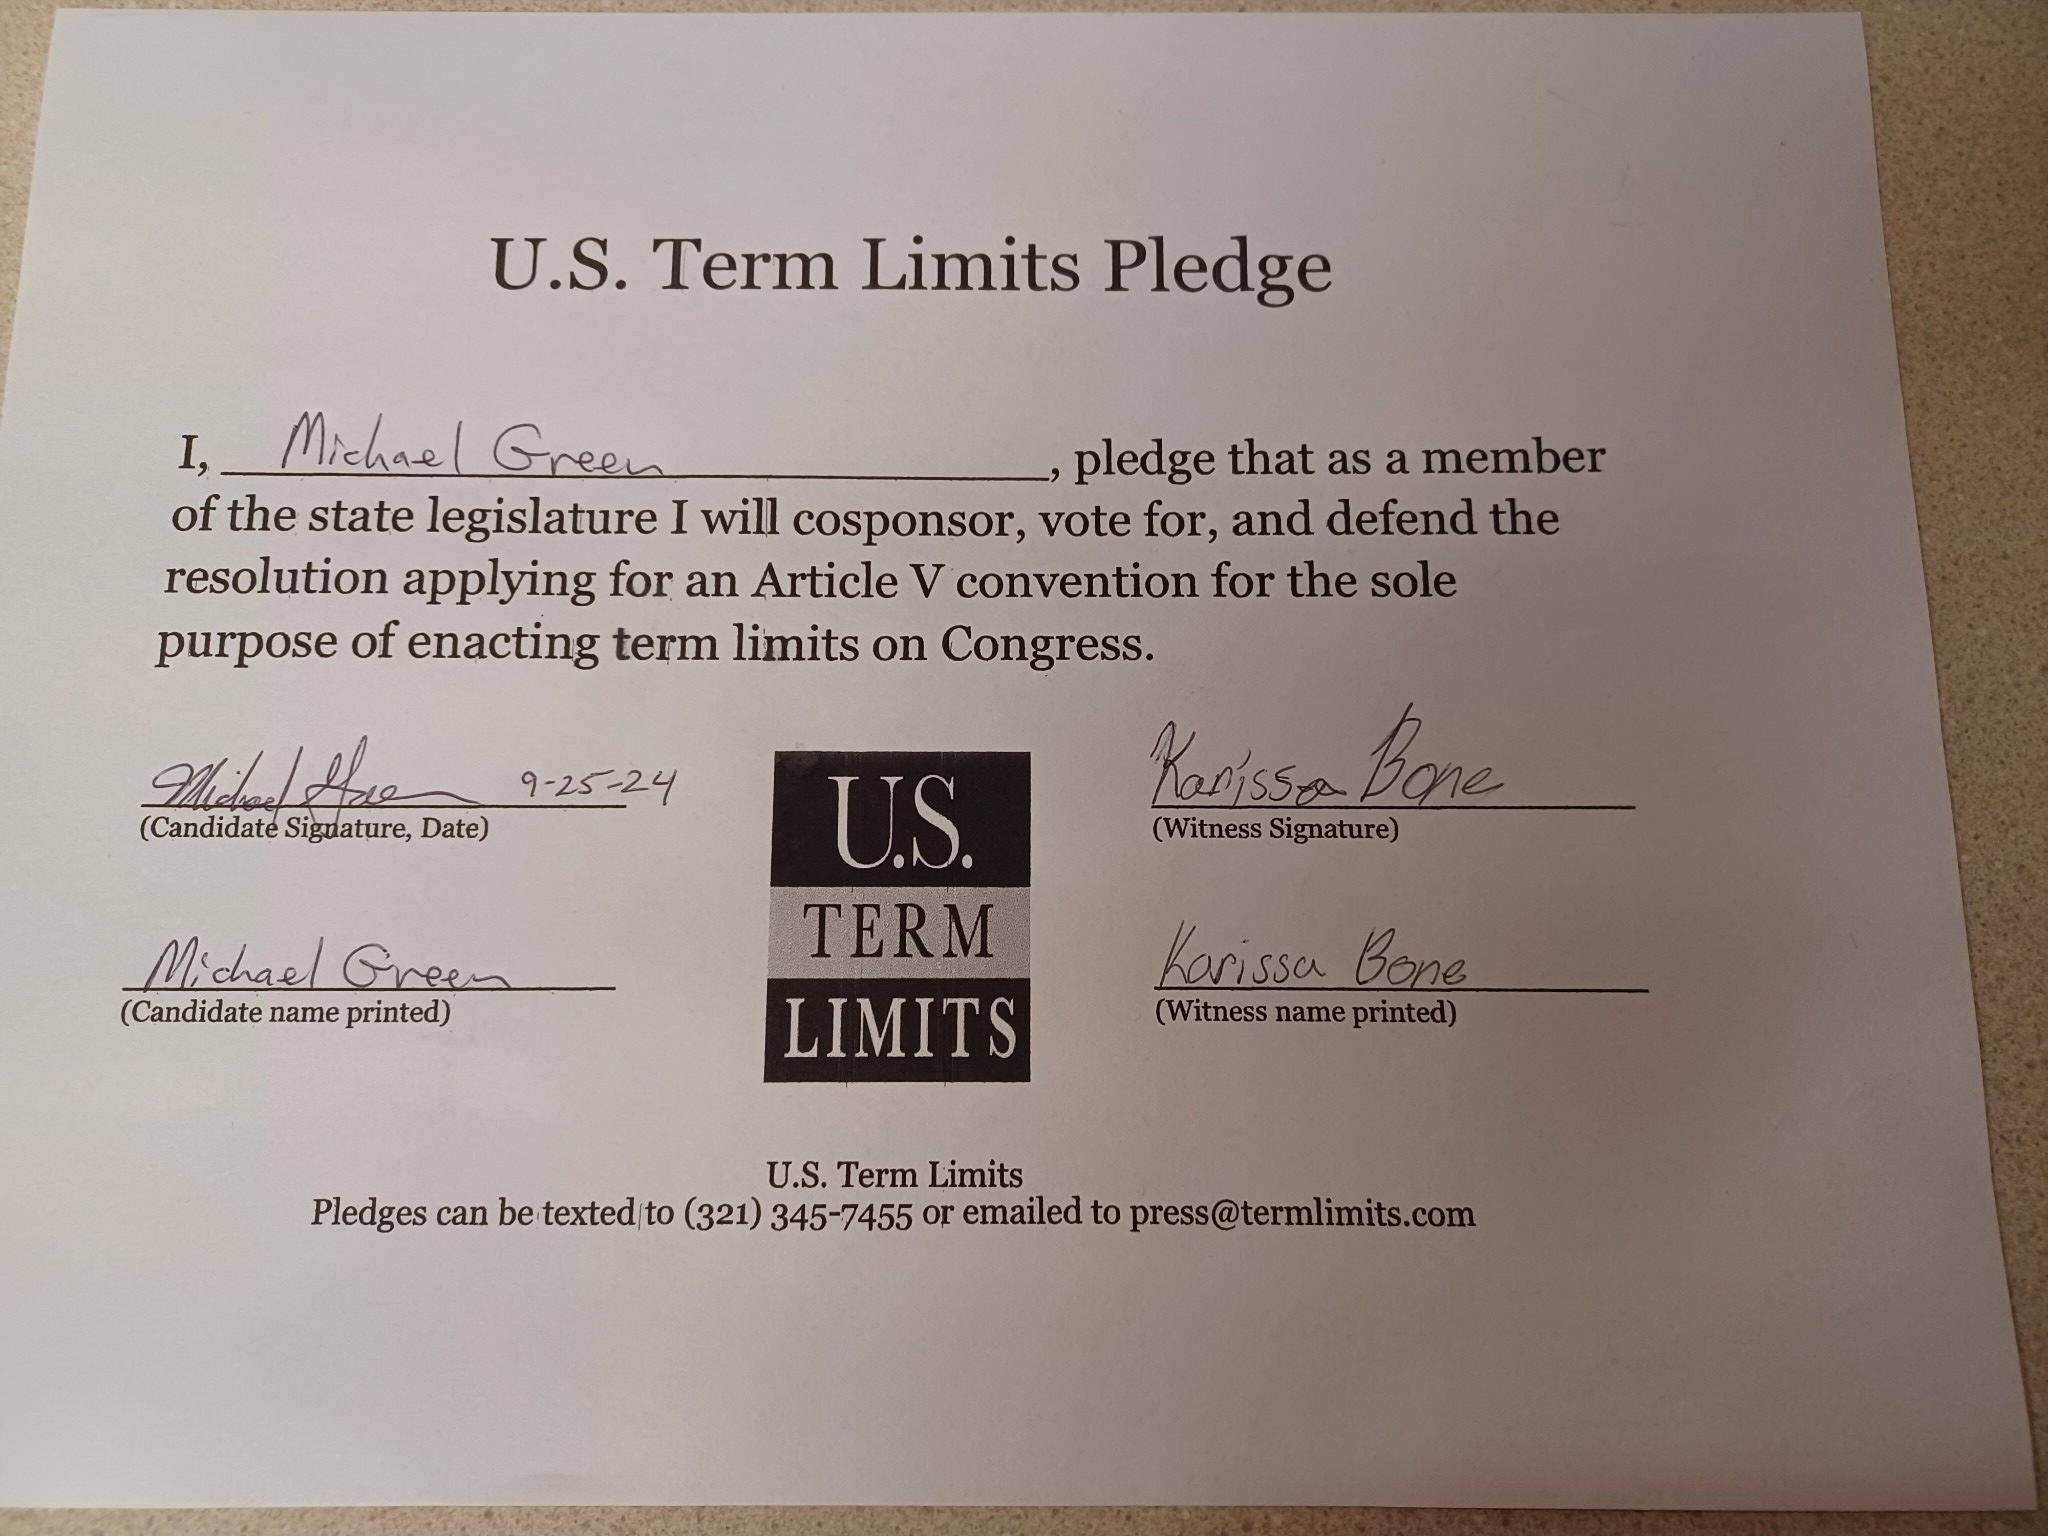 U.S. Term Limits Pledge
I, Michael Green, pledge that as a member
of the state legislature I will cosponsor, vote for, and defend the
resolution applying for an Article V convention for the sole
purpose of enacting term limits on Congress.
Michael Green 9-25-24
(Candidate Signature, Date)
Michael Green
(Candidate name printed)
U.S.
TERM
LIMITS
Karissa Bone
(Witness Signature)
Karissa Bone
(Witness name printed)
U.S. Term Limits
Pledges can be texted to (321) 345-7455 or emailed to press@termlimits.com